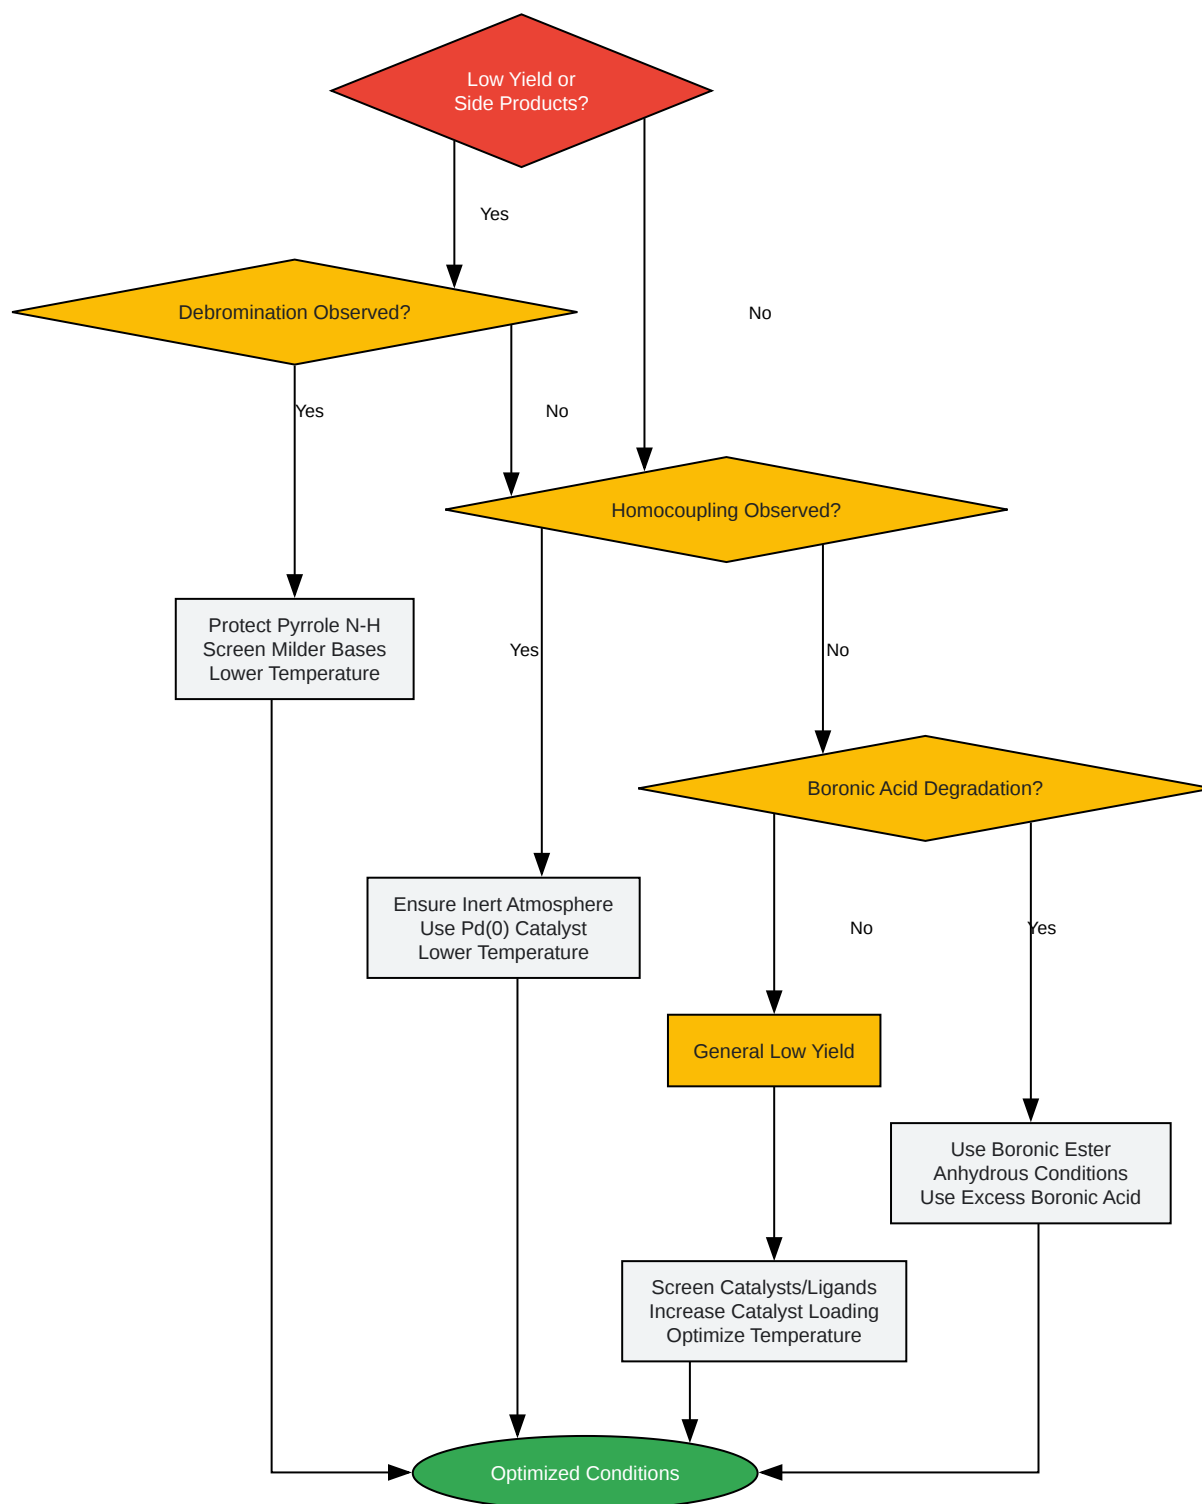 Low Yield or
Side Products?
Yes
Debromination Observed?
No
Yes
No
Homocoupling Observed?
Protect Pyrrole N-H
Screen Milder Bases
Lower Temperature
Yes
No
Boronic Acid Degradation?
Ensure Inert Atmosphere
Use Pd(0) Catalyst
Lower Temperature
No
Yes
General Low Yield
Use Boronic Ester
Anhydrous Conditions
Use Excess Boronic Acid
Screen Catalysts/Ligands
Increase Catalyst Loading
Optimize Temperature
Optimized Conditions